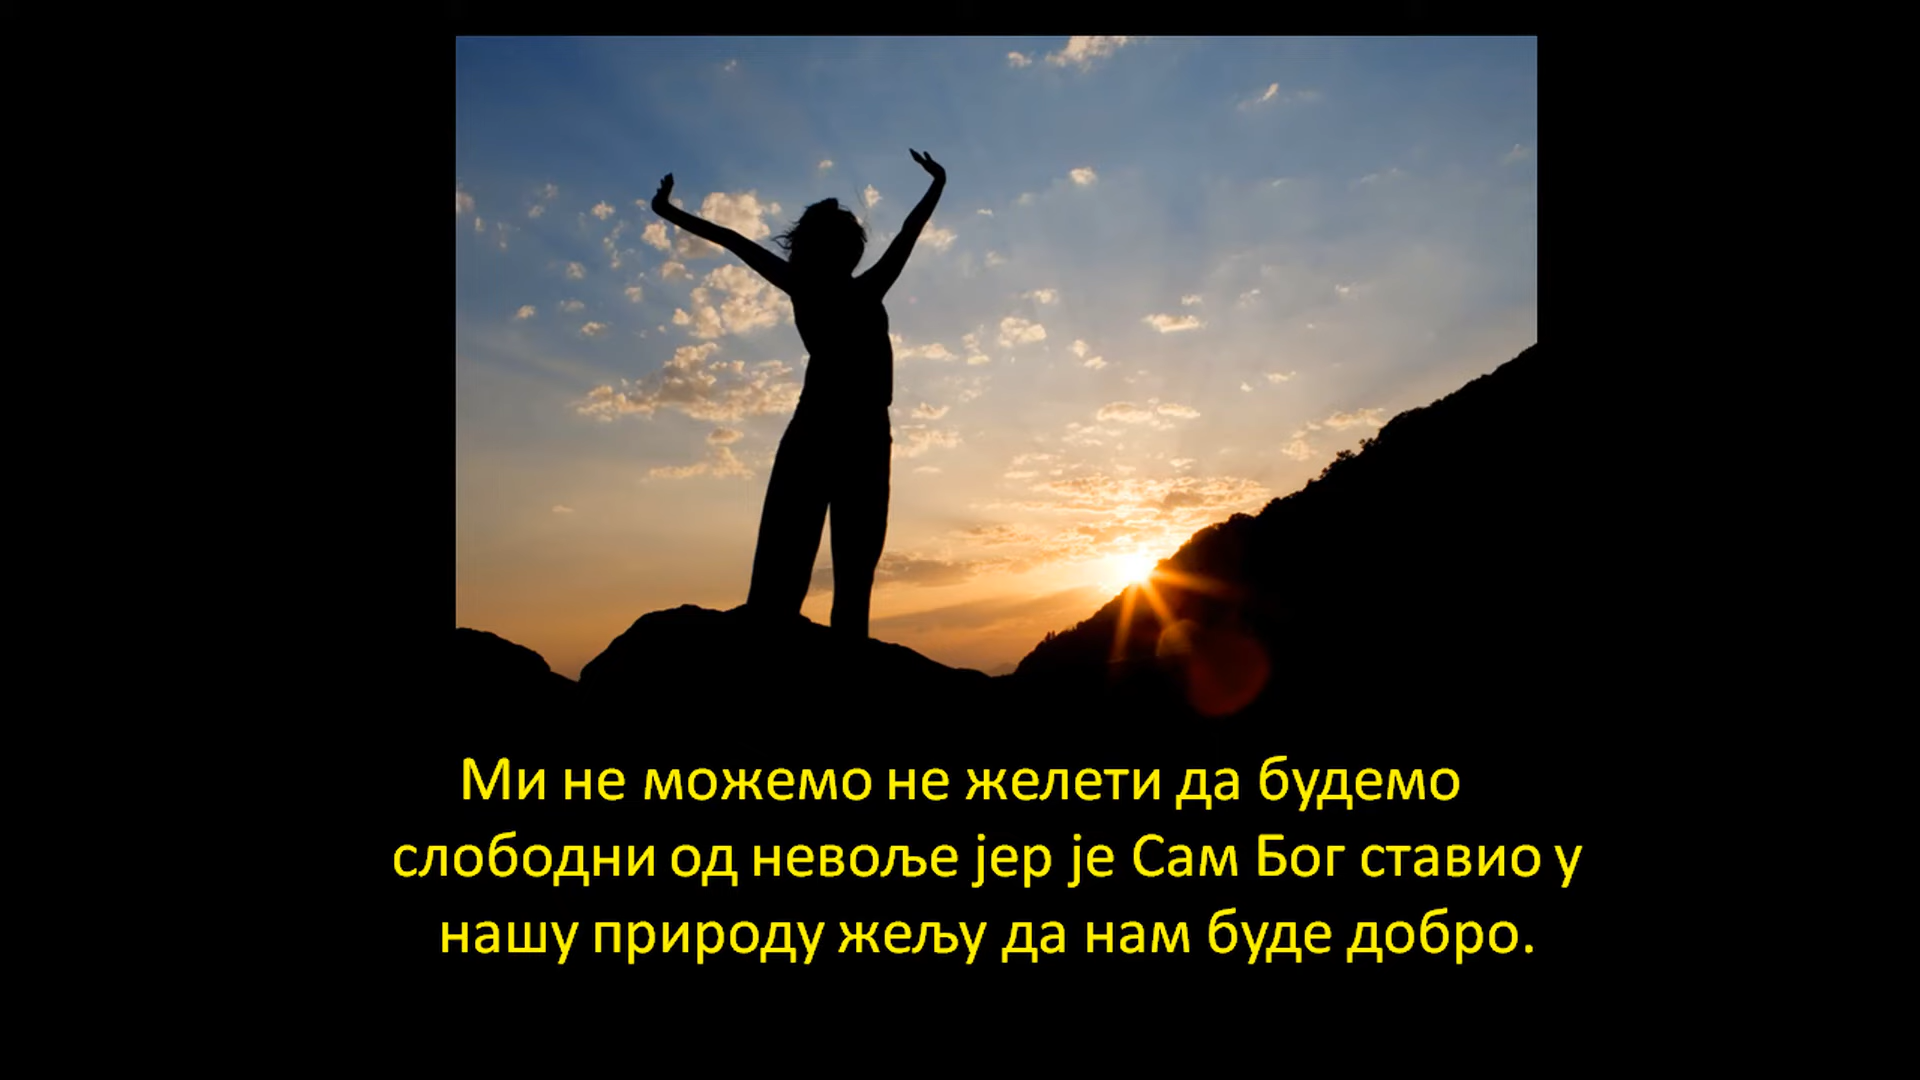 Ми не можемо не желети да будемо
слободни од невоље јер је Сам Бог ставио у
нашу природу жељу да нам буде добро.